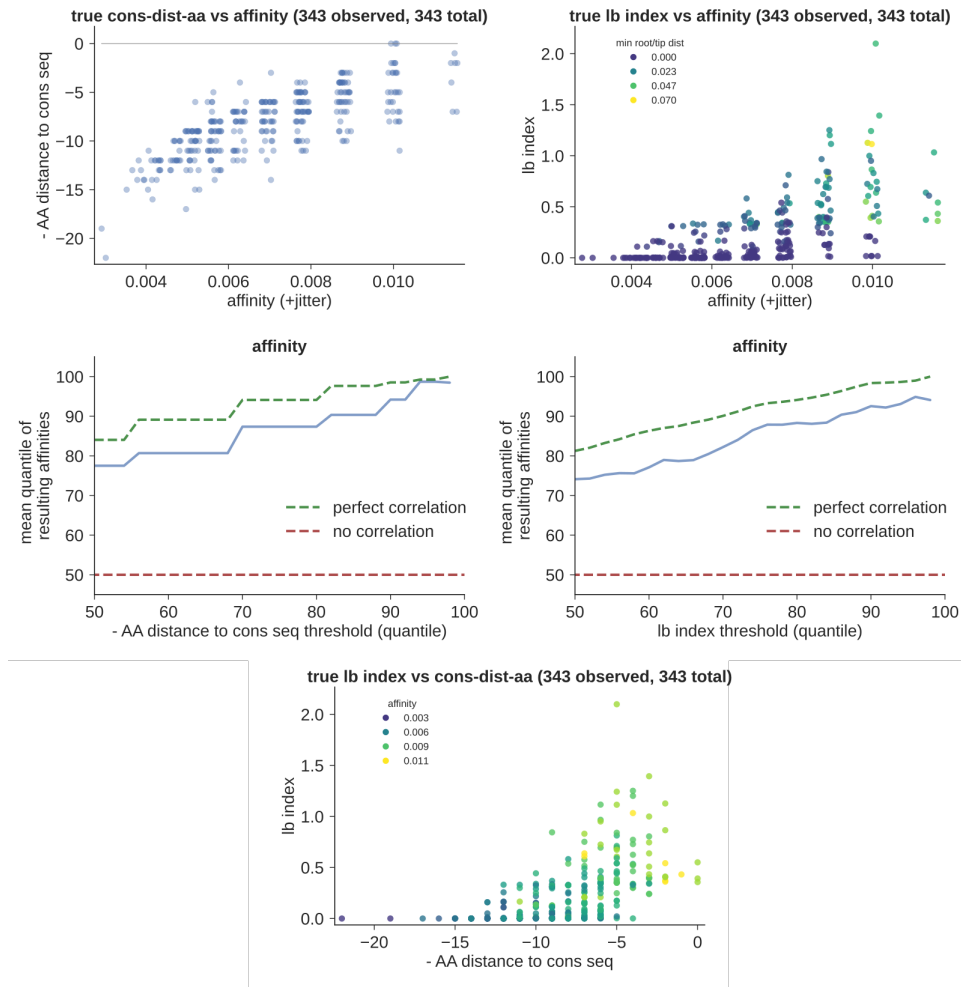 true cons-dist-aa vs affinity (343 observed, 343 total)
0
−5
−10
−15
−20
- AA distance to cons seq
0.004
0.006
0.008
0.010
affinity (+jitter)
true lb index vs affinity (343 observed, 343 total)
min root/tip dist
0.000
0.023
0.047
0.070
2.0
1.5
1.0
0.5
0.0
lb index
0.004
0.006
0.008
0.010
affinity (+jitter)
affinity
100
90
80
70
60
50
mean quantile of
resulting affinities
perfect correlation
no correlation
50
60
70
80
90
100
- AA distance to cons seq threshold (quantile)
affinity
100
90
80
70
60
50
mean quantile of
resulting affinities
perfect correlation
no correlation
50
60
70
80
90
100
lb index threshold (quantile)
true lb index vs cons-dist-aa (343 observed, 343 total)
affinity
0.003
0.006
0.009
0.011
2.0
1.5
1.0
0.5
0.0
lb index
−20
−15
−10
−5
0
- AA distance to cons seq